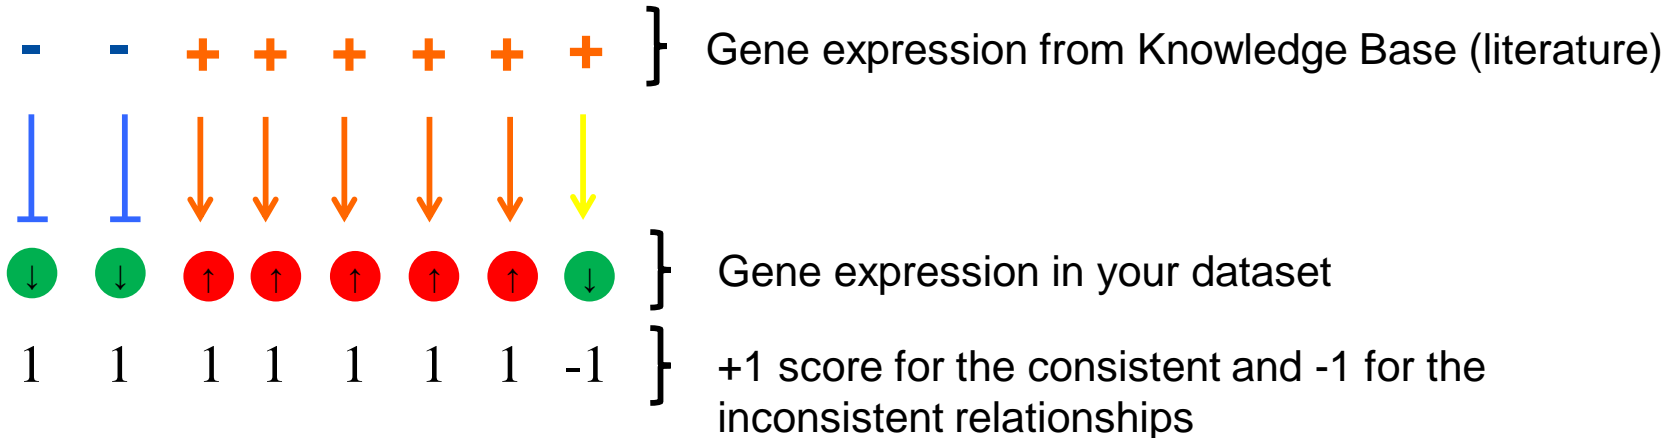 - - + + + + + + Gene expression from Knowledge Base (literature)
↓ ↓ ↑ ↑ ↑ ↑ ↑ ↓ Gene expression in your dataset
1 1 1 1 1 1 1 -1 +1 score for the consistent and -1 for the
inconsistent relationships